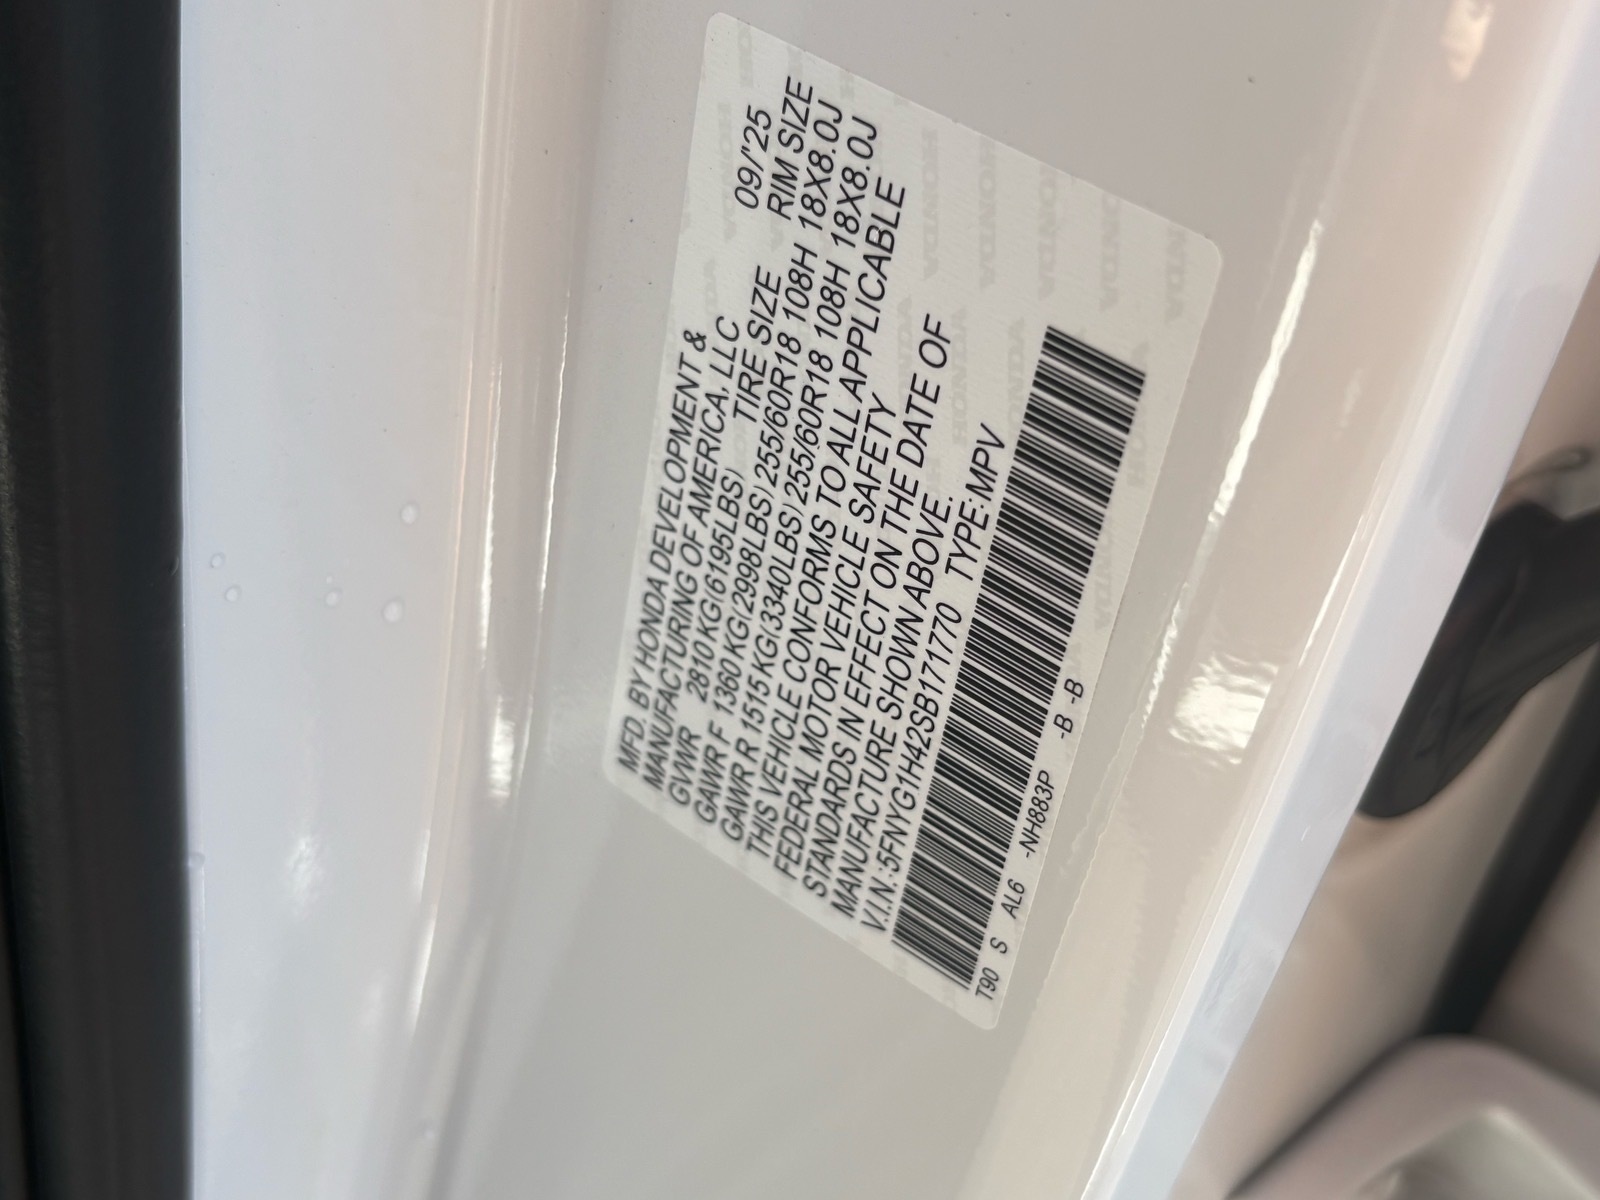 MFD. BY HONDA DEVELOPMENT &
MANUFACTURING OF AMERICA, LLC 09/'25
GVWR 2810 KG(6195LBS) TIRE SIZE RIM SIZE
GAWR F 1360 KG(2998LBS) 255/60R18 108H 18X8.0J
GAWR R 1515 KG(3340LBS) 255/60R18 108H 18X8.0J
THIS VEHICLE CONFORMS TO ALL APPLICABLE
FEDERAL MOTOR VEHICLE SAFETY
STANDARDS IN EFFECT ON THE DATE OF
MANUFACTURE SHOWN ABOVE.
V.I.N.:5FNYG1H42SB171770 TYPE:MPV
T90 S AL6 -NH883P -B -B